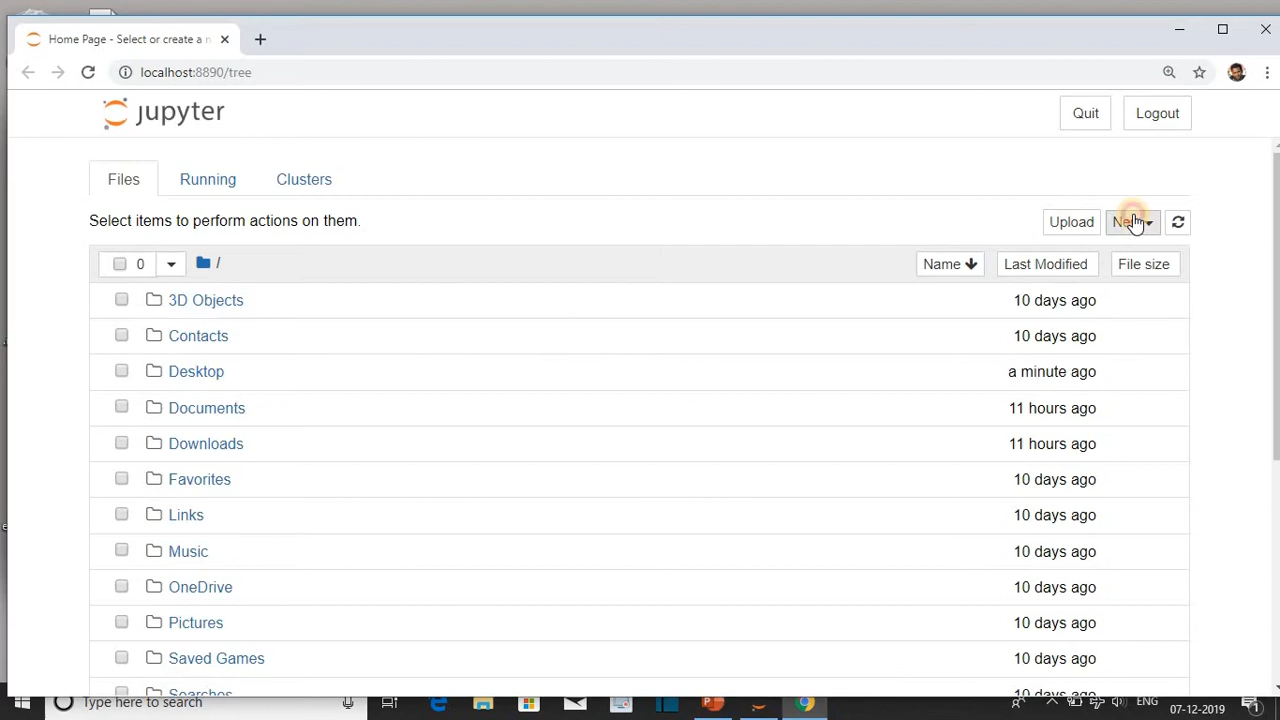 Home Page - Select or create a n
localhost:8890/tree
jupyter
Quit
Logout
Files
Running
Clusters
Select items to perform actions on them.
Upload
0
/
Name
Last Modified
File size
3D Objects
10 days ago
Contacts
10 days ago
Desktop
a minute ago
Documents
11 hours ago
Downloads
11 hours ago
Favorites
10 days ago
Links
10 days ago
Music
10 days ago
OneDrive
10 days ago
Pictures
10 days ago
Saved Games
10 days ago
Searches
10 days ago
Type here to search
ENG
07-12-2019